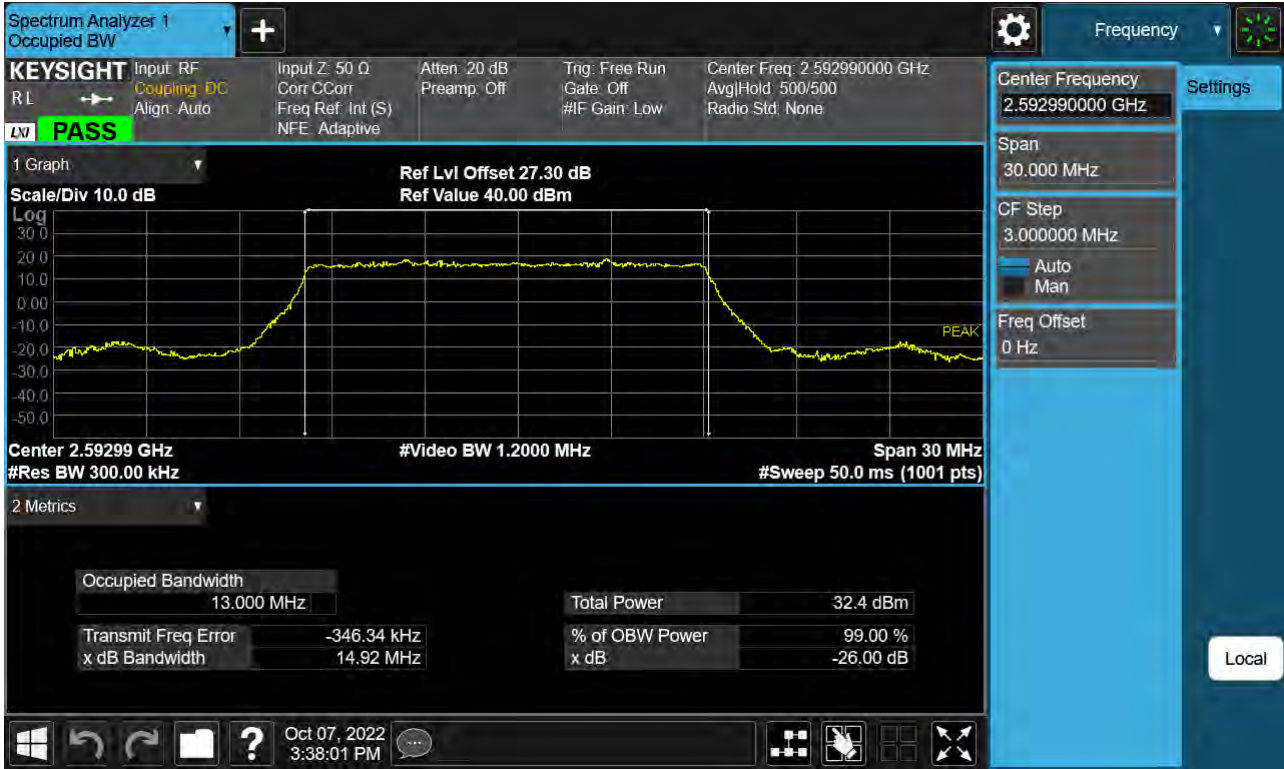 Spectrum Analyzer 1
Occupied BW
Frequency
KEYSIGHT
RL
LXI
PASS
Input: RF
Coupling: DC
Align: Auto
Input Z: 50 Ω
Corr CCorr
Freq Ref: Int (S)
NFE: Adaptive
Atten: 20 dB
Preamp: Off
Trig: Free Run
Gate: Off
#IF Gain: Low
Center Freq: 2.592990000 GHz
Avg|Hold: 500/500
Radio Std: None
Center Frequency
2.592990000 GHz
Settings
Span
30.000 MHz
CF Step
3.000000 MHz
Auto
Man
Freq Offset
0 Hz
Local
1 Graph
Scale/Div 10.0 dB
Ref Lvl Offset 27.30 dB
Ref Value 40.00 dBm
Log
30.0
20.0
10.0
0.00
-10.0
-20.0
-30.0
-40.0
-50.0
PEAK
Center 2.59299 GHz
#Video BW 1.2000 MHz
Span 30 MHz
#Res BW 300.00 kHz
#Sweep 50.0 ms (1001 pts)
2 Metrics
Occupied Bandwidth
13.000 MHz
Total Power 32.4 dBm
Transmit Freq Error -346.34 kHz
% of OBW Power 99.00 %
x dB Bandwidth 14.92 MHz
x dB -26.00 dB
?
Oct 07, 2022
3:38:01 PM